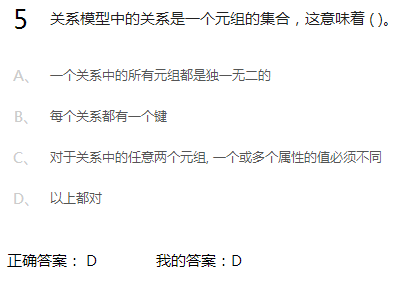 5 关系模型中的关系是一个元组的集合，这意味着 ( )。
A、 一个关系中的所有元组都是独一无二的
B、 每个关系都有一个键
C、 对于关系中的任意两个元组, 一个或多个属性的值必须不同
D、 以上都对
正确答案： D 我的答案：D